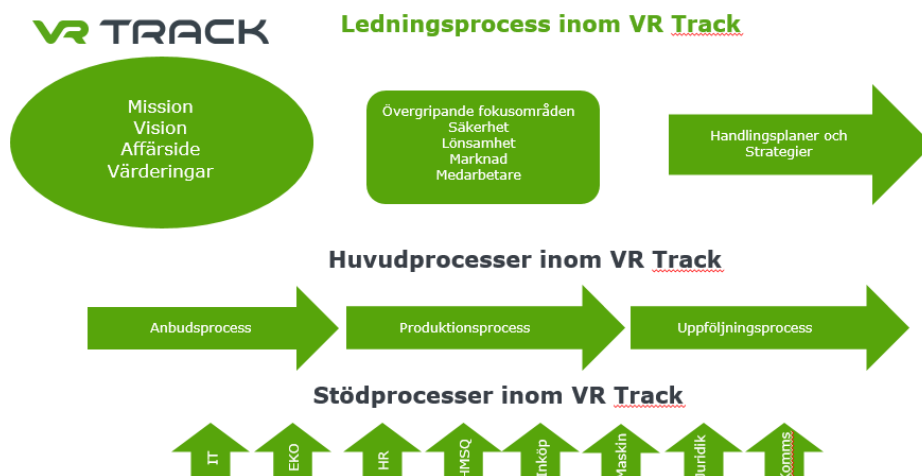 VR TRACK
Ledningsprocess inom VR Track
Mission
Vision
Affärside
Värderingar
Övergripande fokusområden
Säkerhet
Lönsamhet
Marknad
Medarbetare
Handlingsplaner och
Strategier
Huvudprocesser inom VR Track
Anbudsprocess
Produktionsprocess
Uppföljningsprocess
Stödprocesser inom VR Track
IT
EKO
HR
HMSQ
Inköp
Maskin
Juridik
Komms